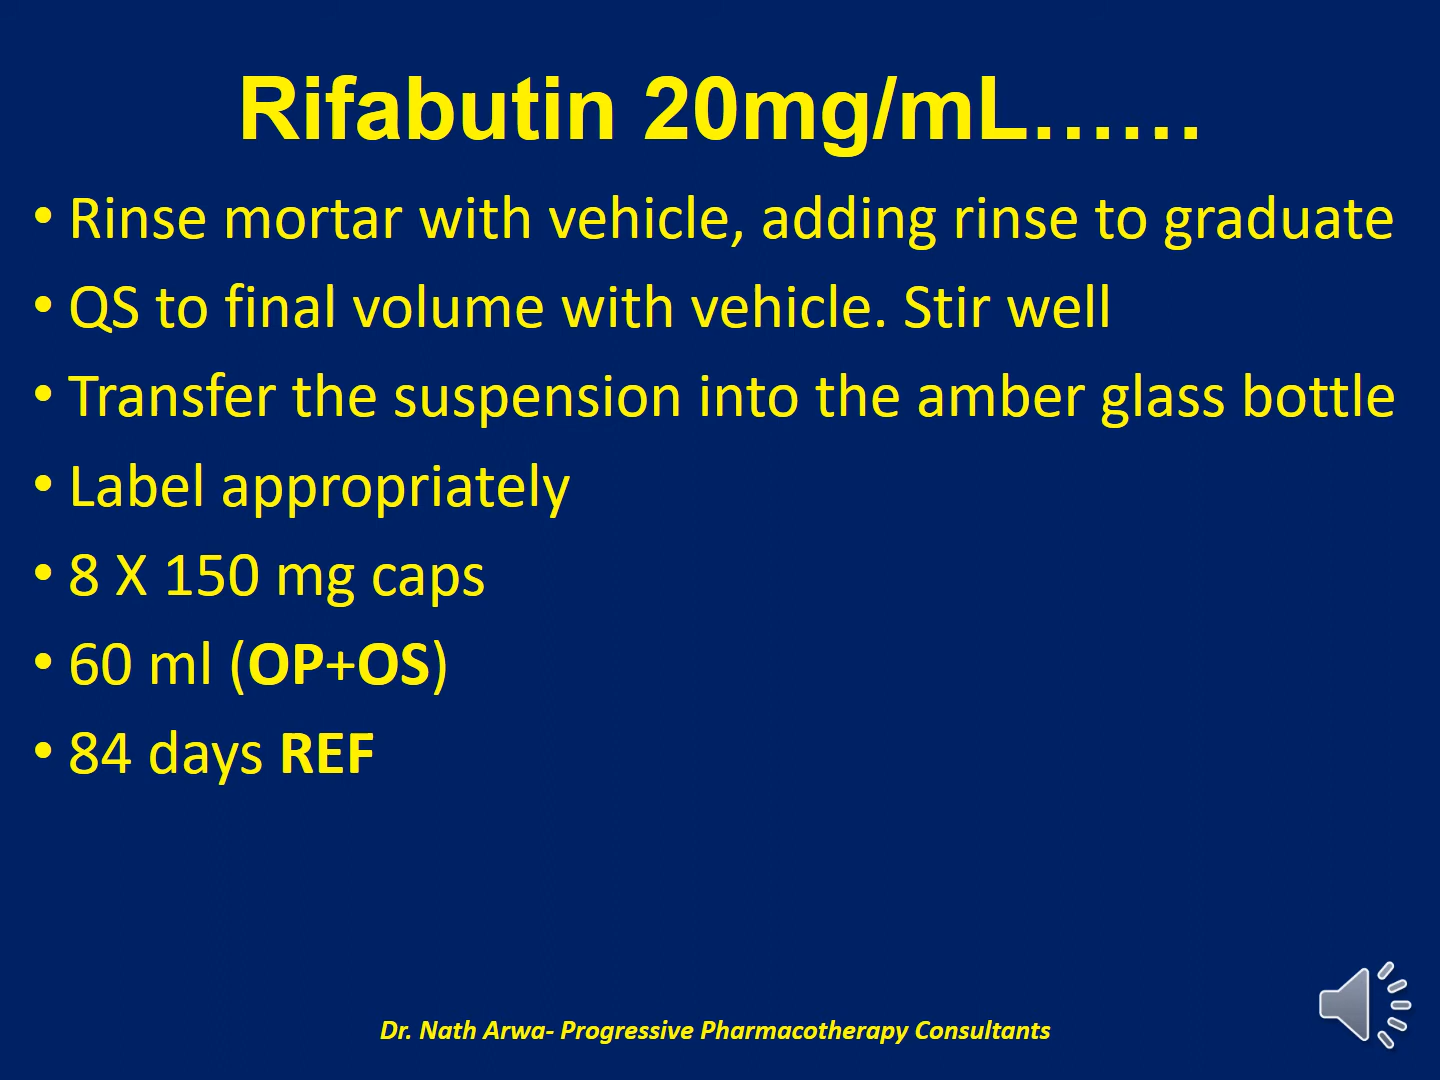 Rifabutin 20mg/mL......
• Rinse mortar with vehicle, adding rinse to graduate
• QS to final volume with vehicle. Stir well
• Transfer the suspension into the amber glass bottle
• Label appropriately
• 8 X 150 mg caps
• 60 ml (OP+OS)
• 84 days REF
Dr. Nath Arwa- Progressive Pharmacotherapy Consultants